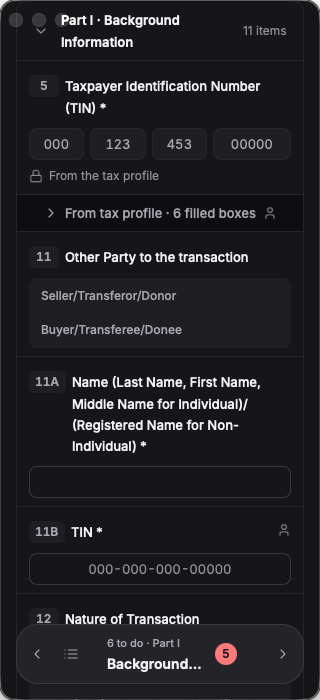 Part I · Background
Information
11 items
5
Taxpayer Identification Number
(TIN) *
000
123
453
00000
From the tax profile
From tax profile · 6 filled boxes
11
Other Party to the transaction
Seller/Transferor/Donor
Buyer/Transferee/Donee
11A
Name (Last Name, First Name,
Middle Name for Individual)/
(Registered Name for Non-
Individual) *
11B
TIN *
000-000-000-00000
12
Nature of Transaction
6 to do · Part I
Background...
5